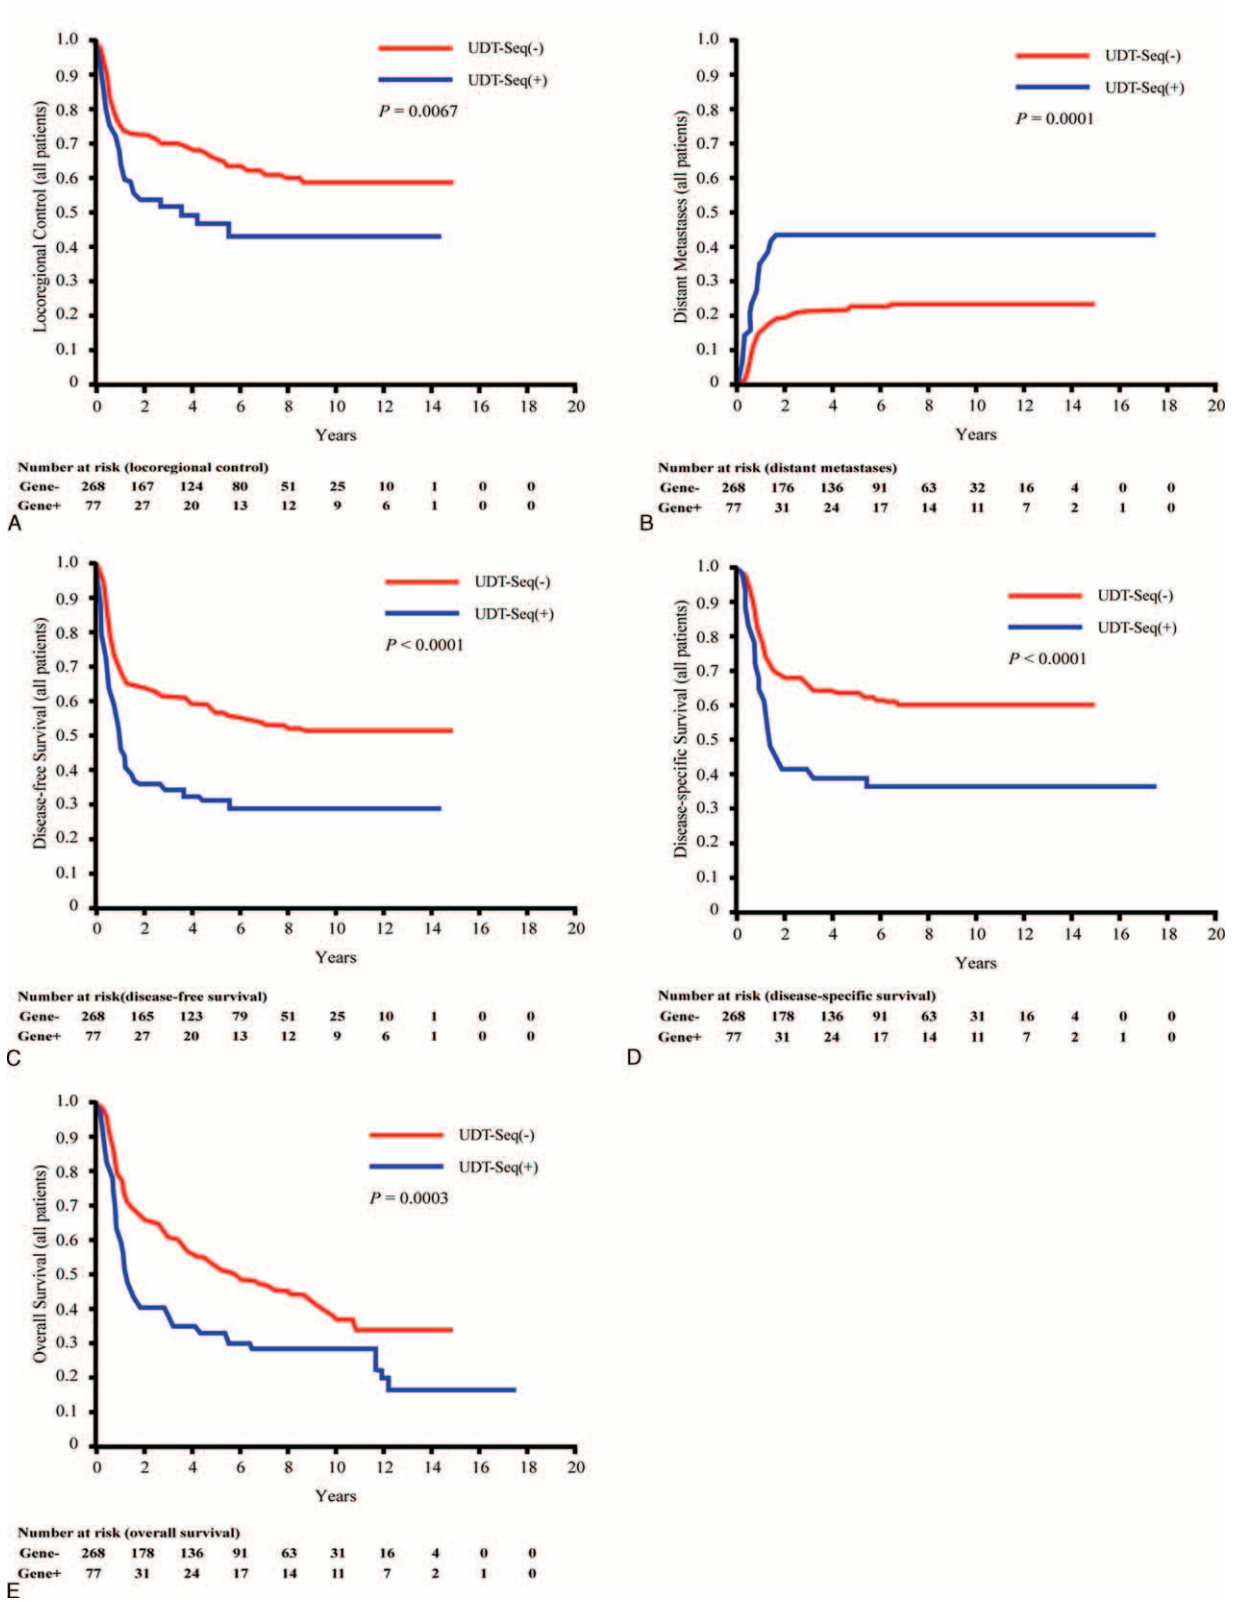 1.0
0.9
0.8
0.7
0.6
0.5
0.4
0.3
0.2
0.1
0
Locoregional Control (all patients)
UDT-Seq(-)
UDT-Seq(+)
P = 0.0067
0 2 4 6 8 10 12 14 16 18 20
Years
Number at risk (locoregional control)
Gene- 268 167 124 80 51 25 10 1 0 0
Gene+ 77 27 20 13 12 9 6 1 0 0
A
1.0
0.9
0.8
0.7
0.6
0.5
0.4
0.3
0.2
0.1
0
Distant Metastases (all patients)
UDT-Seq(-)
UDT-Seq(+)
P = 0.0001
0 2 4 6 8 10 12 14 16 18 20
Years
Number at risk (distant metastases)
Gene- 268 176 136 91 63 32 16 4 0 0
Gene+ 77 31 24 17 14 11 7 2 1 0
B
1.0
0.9
0.8
0.7
0.6
0.5
0.4
0.3
0.2
0.1
0
Disease-free Survival (all patients)
UDT-Seq(-)
UDT-Seq(+)
P < 0.0001
0 2 4 6 8 10 12 14 16 18 20
Years
Number at risk(disease-free survival)
Gene- 268 165 123 79 51 25 10 1 0 0
Gene+ 77 27 20 13 12 9 6 1 0 0
C
1.0
0.9
0.8
0.7
0.6
0.5
0.4
0.3
0.2
0.1
0
Disease-specific Survival (all patients)
UDT-Seq(-)
UDT-Seq(+)
P < 0.0001
0 2 4 6 8 10 12 14 16 18 20
Years
Number at risk (disease-specific survival)
Gene- 268 178 136 91 63 31 16 4 0 0
Gene+ 77 31 24 17 14 11 7 2 1 0
D
1.0
0.9
0.8
0.7
0.6
0.5
0.4
0.3
0.2
0.1
0
Overall Survival (all patients)
UDT-Seq(-)
UDT-Seq(+)
P = 0.0003
0 2 4 6 8 10 12 14 16 18 20
Years
Number at risk (overall survival)
Gene- 268 178 136 91 63 31 16 4 0 0
Gene+ 77 31 24 17 14 11 7 2 1 0
E